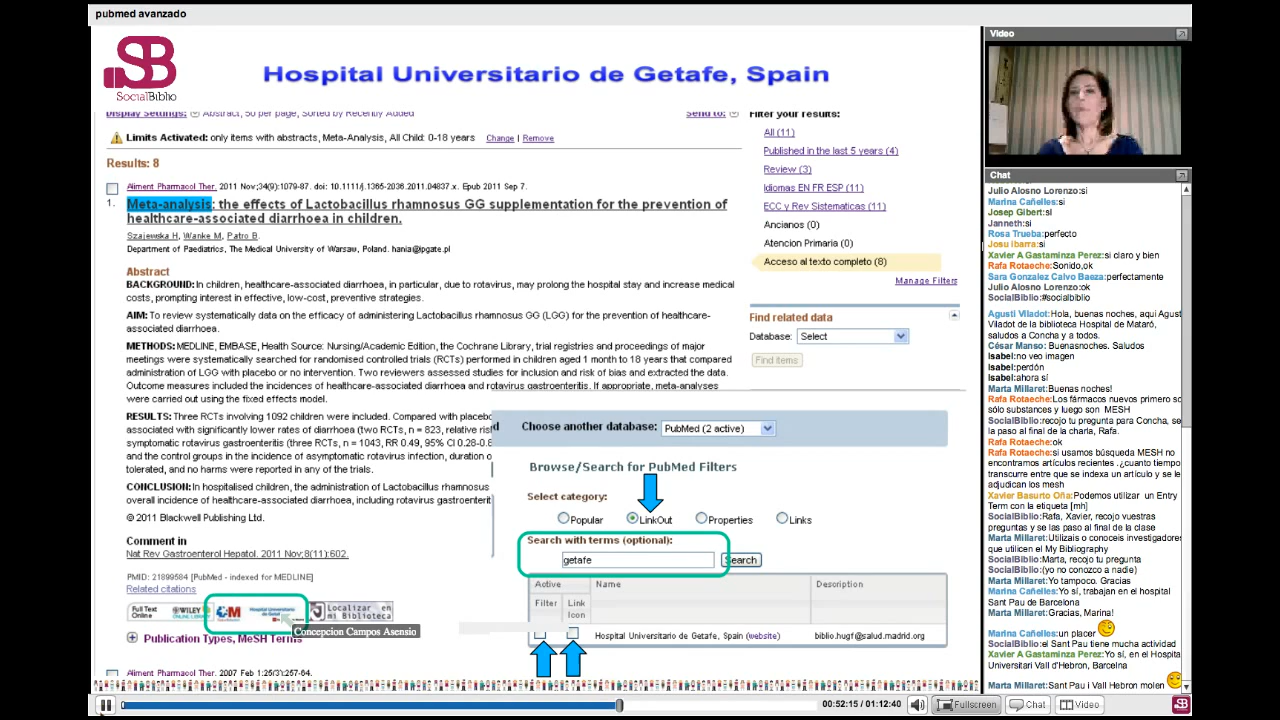 pubmed avanzado
SB
SocialBiblio
Hospital Universitario de Getafe, Spain
Display Settings: Abstract, 50 per page, Sorted by Recently Added
Send to:
Limits Activated: only items with abstracts, Meta-Analysis, All Child: 0-18 years Change | Remove
Results: 8
Aliment Pharmacol Ther. 2011 Nov;34(9):1079-87. doi: 10.1111/j.1365-2036.2011.04837.x. Epub 2011 Sep 7.
1. Meta-analysis: the effects of Lactobacillus rhamnosus GG supplementation for the prevention of
healthcare-associated diarrhoea in children.
Szajewska H, Wanke M, Patro B.
Department of Paediatrics, The Medical University of Warsaw, Poland. hania@ipgate.pl
Abstract
BACKGROUND: In children, healthcare-associated diarrhoea, in particular, due to rotavirus, may prolong the hospital stay and increase medical
costs, prompting interest in effective, low-cost, preventive strategies.
AIM: To review systematically data on the efficacy of administering Lactobacillus rhamnosus GG (LGG) for the prevention of healthcare-
associated diarrhoea.
METHODS: MEDLINE, EMBASE, Health Source: Nursing/Academic Edition, the Cochrane Library, trial registries and proceedings of major
meetings were systematically searched for randomised controlled trials (RCTs) performed in children aged 1 month to 18 years that compared
administration of LGG with placebo or no intervention. Two reviewers assessed studies for inclusion and risk of bias and extracted the data.
Outcome measures included the incidences of healthcare-associated diarrhoea and rotavirus gastroenteritis. If appropriate, meta-analyses
were carried out using the fixed effects model.
RESULTS: Three RCTs involving 1092 children were included. Compared with placebo
associated with significantly lower rates of diarrhoea (two RCTs, n = 823, relative ris
symptomatic rotavirus gastroenteritis (three RCTs, n = 1043, RR 0.49, 95% CI 0.28-0.8
and the control groups in the incidence of asymptomatic rotavirus infection, duration o
tolerated, and no harms were reported in any of the trials.
CONCLUSION: In hospitalised children, the administration of Lactobacillus rhamnosus
overall incidence of healthcare-associated diarrhoea, including rotavirus gastroenterit
© 2011 Blackwell Publishing Ltd.
Comment in
Nat Rev Gastroenterol Hepatol. 2011 Nov;8(11):602.
PMID: 21899584 [PubMed - indexed for MEDLINE]
Related citations
Full Text Online WILEY
Hospital Universitario de Getafe
Localizar en mi Biblioteca
Concepcion Campos Asensio
Publication Types, MeSH Terms
Aliment Pharmacol Ther. 2007 Feb 1;25(3):257-64.
Filter your results:
All (11)
Published in the last 5 years (4)
Review (3)
Idiomas EN FR ESP (11)
ECC y Rev Sistematicas (11)
Ancianos (0)
Atencion Primaria (0)
Acceso al texto completo (8)
Manage Filters
Find related data
Database: Select
Find items
d Choose another database: PubMed (2 active)
Browse/Search for PubMed Filters
Select category:
Popular LinkOut Properties Links
Search with terms (optional):
getafe Search
Active Name Description
Filter Link Icon
Hospital Universitario de Getafe, Spain (website) biblio.hugf@salud.madrid.org
Video
Chat
Julio Alosno Lorenzo:si
Marina Cañelles:si
Josep Gibert:sI
Janneth:si
Rosa Trueba:perfecto
Josu Ibarra:si
Xavier A Gastaminza Perez:si claro y bien
Rafa Rotaeche:Sonido,ok
Sara Gonzalez Calvo Baeza:perfectamente
Julio Alosno Lorenzo:ok
SocialBiblio:#socialbiblio
Agusti Viladot:Hola, buenas noches, aqui Agust
Viladot de la biblioteca Hospital de Mataró,
saludos a Concha y a todos.
César Manso: Buenasnoches. Saludos
Isabel:no veo imagen
Isabel:perdón
Isabel:ahora sí
Marta Millaret:Buenas noches!
Rafa Rotaeche:Los fármacos nuevos primero so
sólo substancias y luego son MESH
SocialBiblio:recojo tu pregunta para Concha, se
la paso al final de la charla, Rafa.
Rafa Rotaeche:ok
Rafa Rotaeche:si usamos búsqueda MESH no
encontramos artículos recientes .¿cuanto tiempo
transcurre entre que se indexa un artículo y se le
adjudican los mesh
Xavier Basurto Oña:Podemos utilizar un Entry
Term con la etiqueta [mh]
SocialBiblio:Rafa, Xavier, recojo vuestras
preguntas y se las paso al final de la clase
Marta Millaret:Utilizais o conoceis investigadores
que utilicen el My Bibliography
SocialBiblio:Marta, recojo tu pregunta
SocialBiblio:(yo no conozco a nadie)
Marta Millaret:Yo tampoco. Gracias
Marina Cañelles:Yo sí, trabajan en el hospital
Sant Pau de Barcelona
Marta Millaret:Gracias, Marina!
Marina Cañelles:un placer
SocialBiblio:el Sant Pau tiene mucha actividad
Xavier A Gastaminza Perez:Yo sí, en el Hospita
Universitari Vall d'Hebron, Barcelona
Marta Millaret:Sant Pau i Vall Hebron molen
00:52:15 / 01:12:40
Fullscreen Chat Video
SB